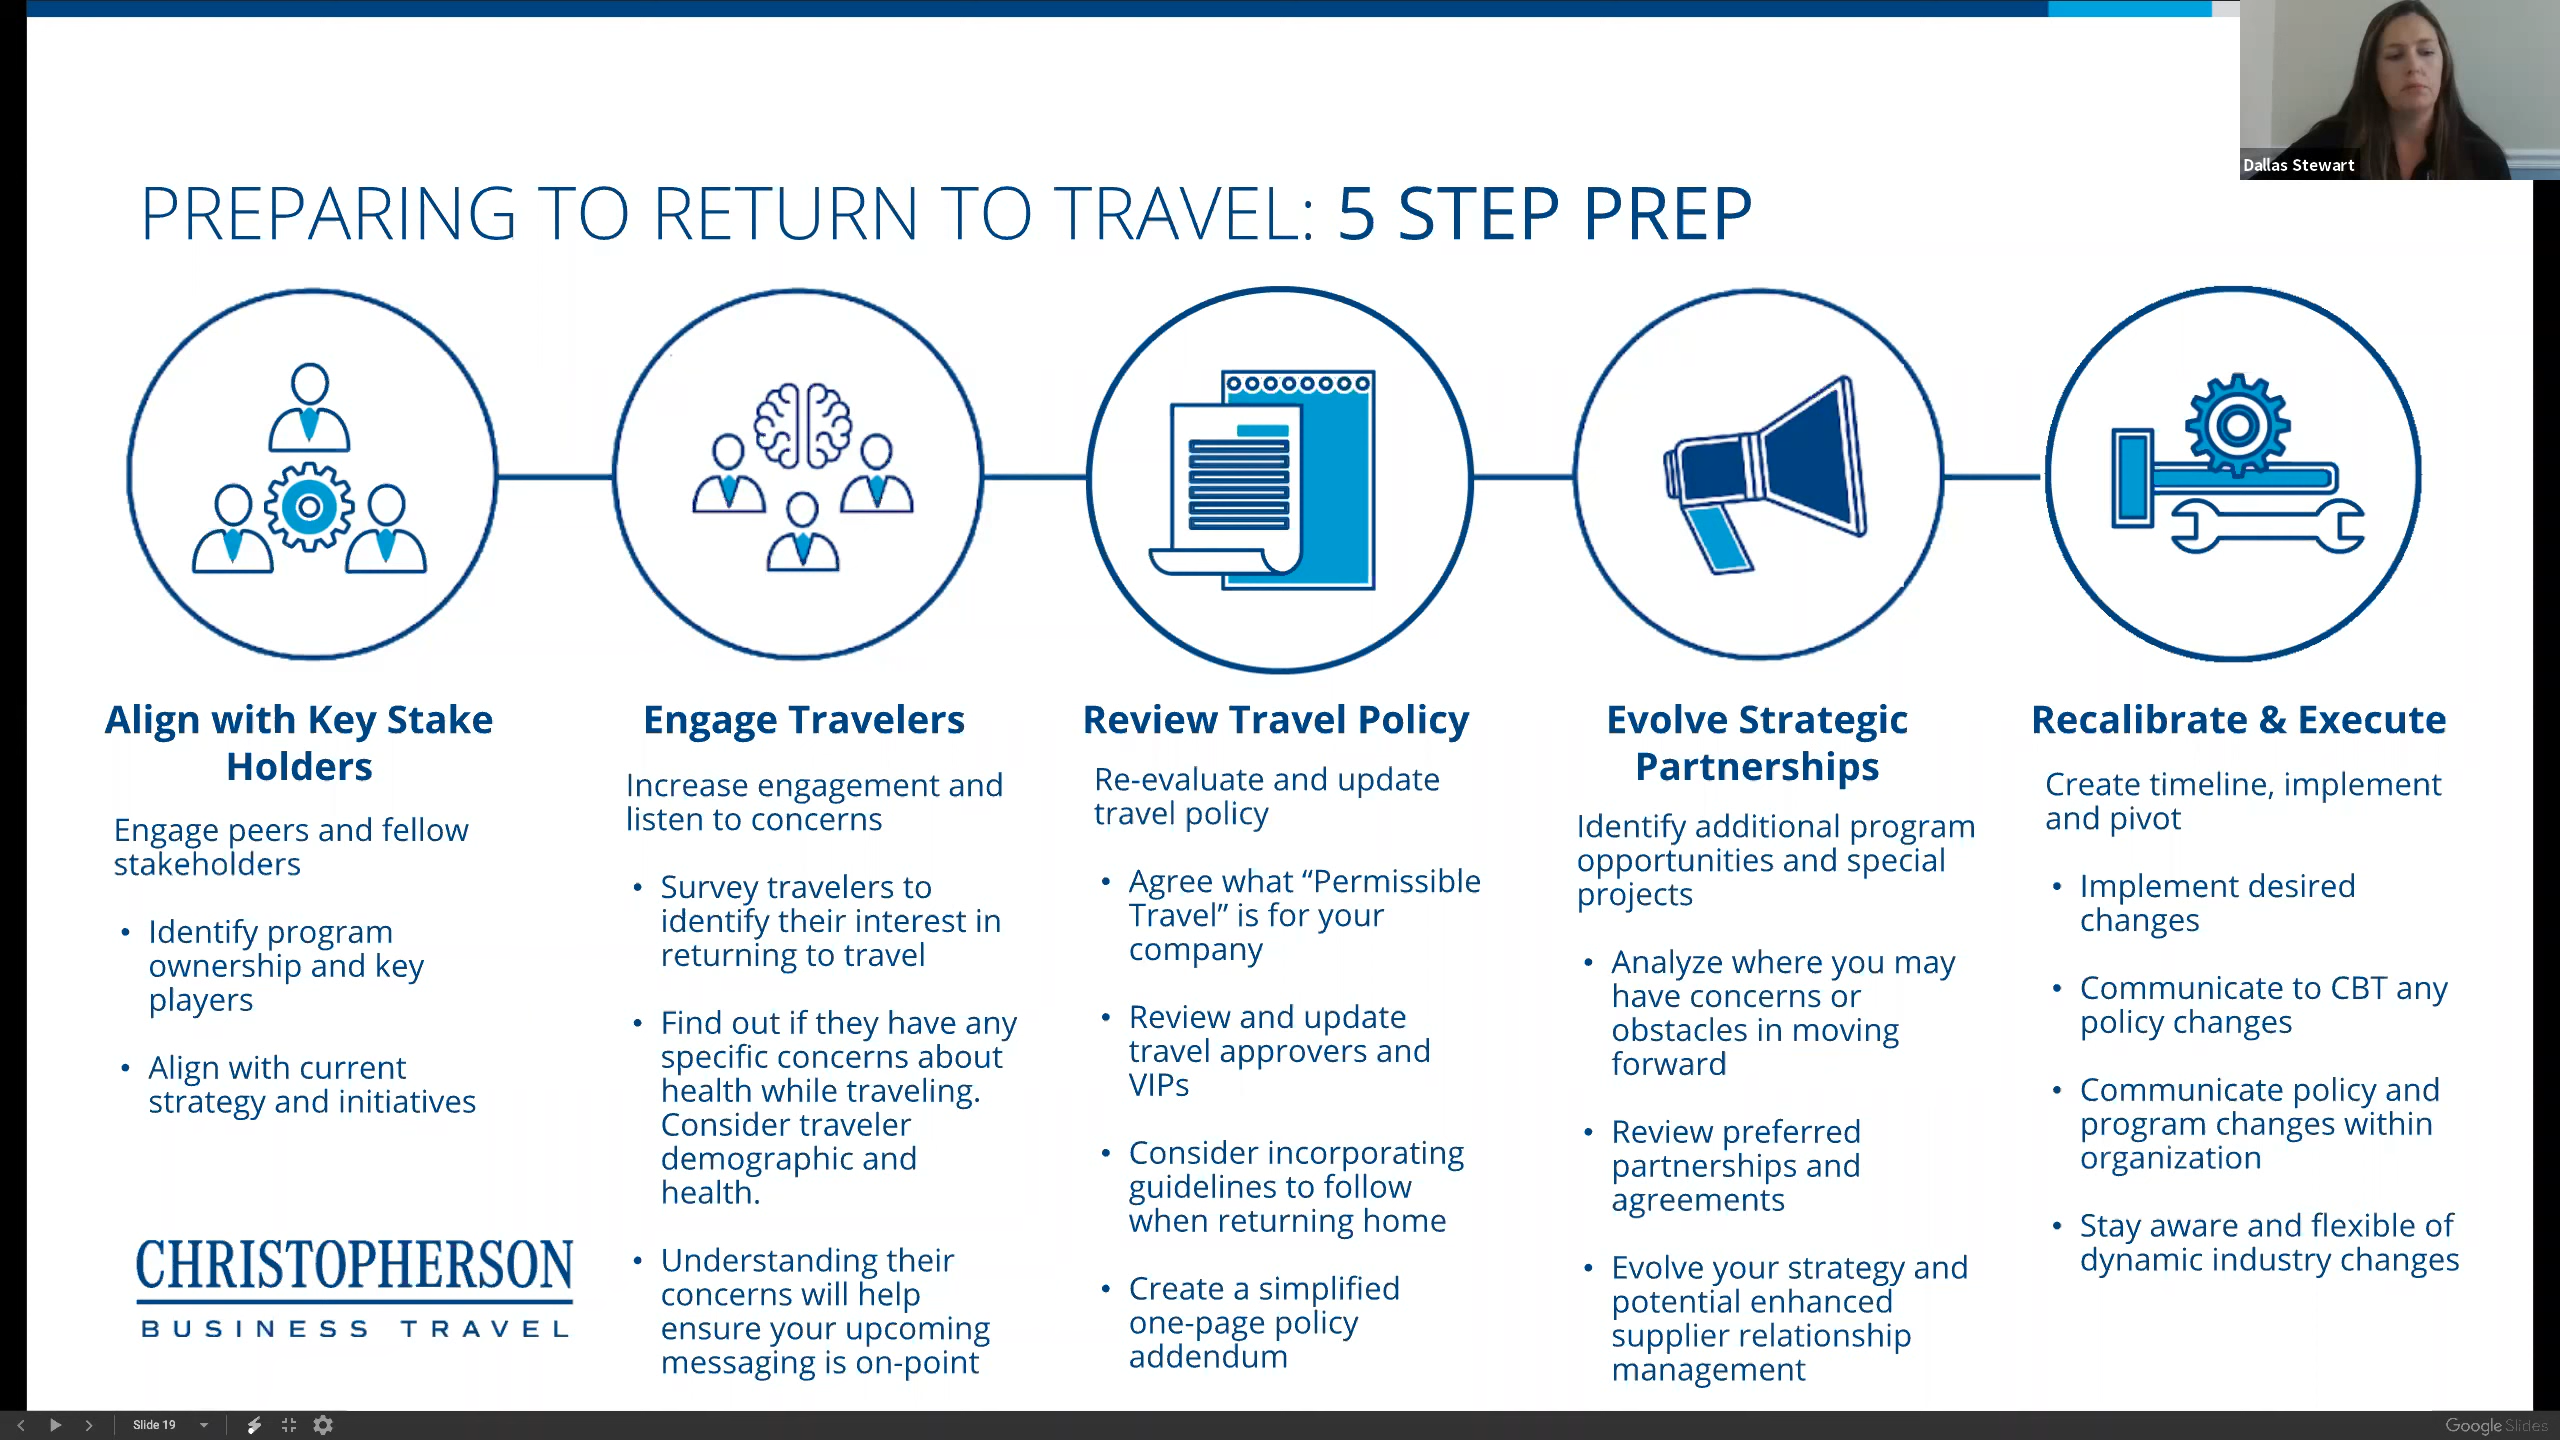 Dallas Stewart
PREPARING TO RETURN TO TRAVEL: 5 STEP PREP
Align with Key Stake
Holders
Engage peers and fellow
stakeholders
• Identify program
ownership and key
players
• Align with current
strategy and initiatives
Engage Travelers
Increase engagement and
listen to concerns
• Survey travelers to
identify their interest in
returning to travel
• Find out if they have any
specific concerns about
health while traveling.
Consider traveler
demographic and
health.
• Understanding their
concerns will help
ensure your upcoming
messaging is on-point
Review Travel Policy
Re-evaluate and update
travel policy
• Agree what “Permissible
Travel” is for your
company
• Review and update
travel approvers and
VIPs
• Consider incorporating
guidelines to follow
when returning home
• Create a simplified
one-page policy
addendum
Evolve Strategic
Partnerships
Identify additional program
opportunities and special
projects
• Analyze where you may
have concerns or
obstacles in moving
forward
• Review preferred
partnerships and
agreements
• Evolve your strategy and
potential enhanced
supplier relationship
management
Recalibrate & Execute
Create timeline, implement
and pivot
• Implement desired
changes
• Communicate to CBT any
policy changes
• Communicate policy and
program changes within
organization
• Stay aware and flexible of
dynamic industry changes
CHRISTOPHERSON
BUSINESS TRAVEL
Slide 19
Google Slides